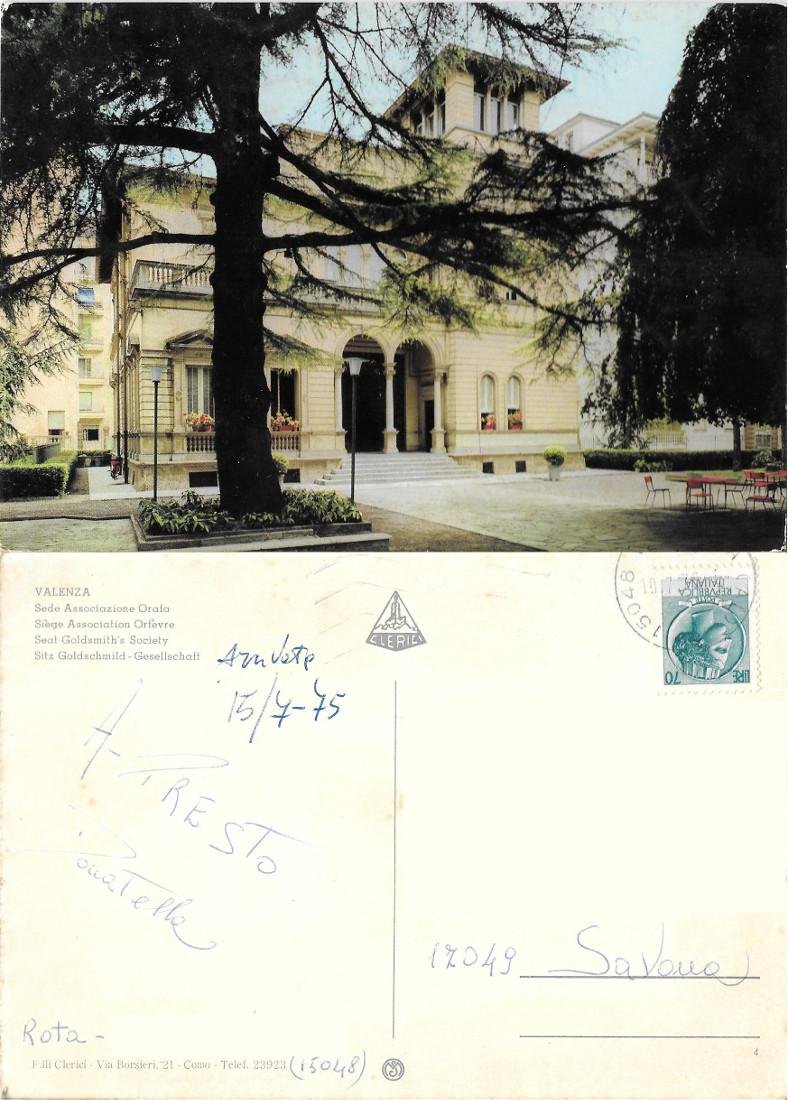 VALENZA
Sede Associazione Orafa
Siège Association Orfèvre
Seat Goldsmith's Society
Sitz Goldschmild - Gesellschaft
CLERICI
15048
POSTE
REPUBBLICA
ITALIANA
LIRE 70
15/7-75
A PRESTO
Donatella
17049 Savona
Rota -
F.lli Clerici - Via Borsieri, 21 - Como - Telef. 23923 (15048)
4